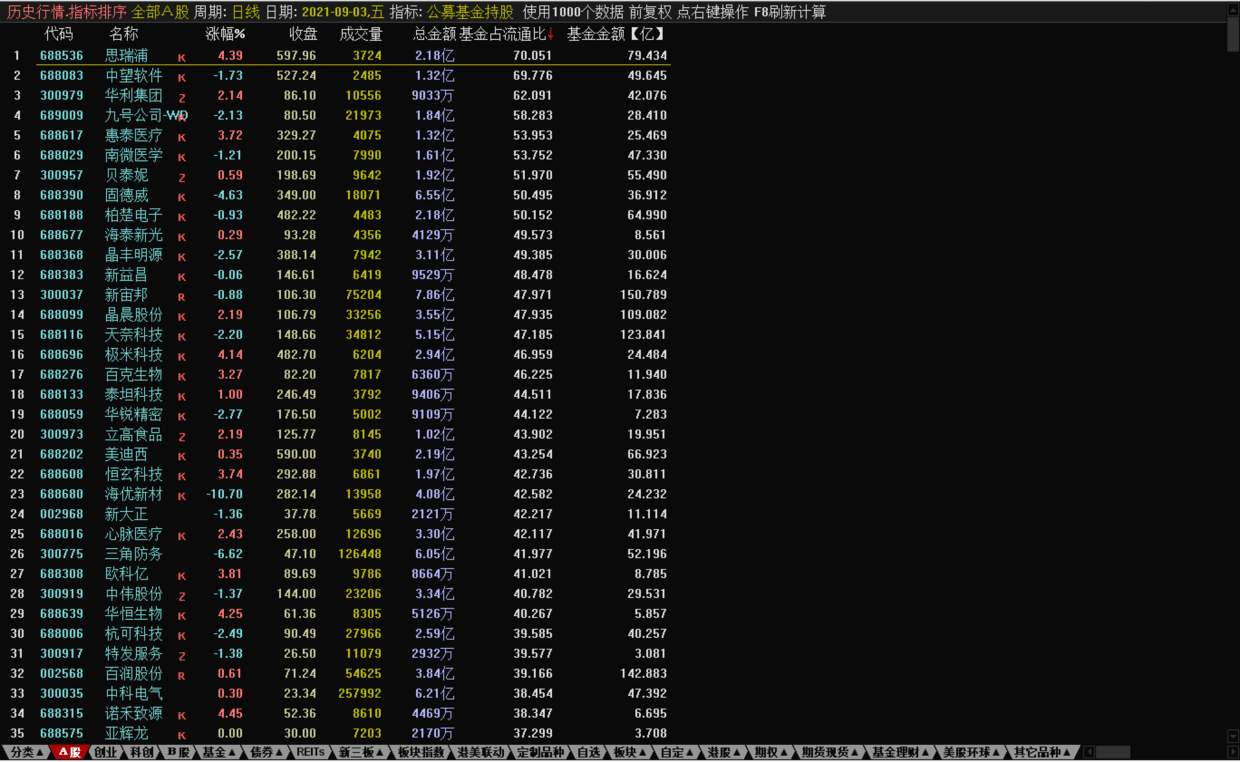 历史行情.指标排序 全部A股 周期: 日线 日期: 2021-09-03,五 指标: 公募基金持股 使用1000个数据 前复权 点右键操作 F8刷新计算
代码 名称 涨幅% 收盘 成交量 总金额 基金占流通比↓ 基金金额【亿】
1 688536 思瑞浦 K 4.39 597.96 3724 2.18亿 70.051 79.434
2 688083 中望软件 K -1.73 527.24 2485 1.32亿 69.776 49.645
3 300979 华利集团 Z 2.14 86.10 10556 9033万 62.091 42.076
4 689009 九号公司-WD K -2.13 80.50 21973 1.84亿 58.283 28.410
5 688617 惠泰医疗 K 3.72 329.27 4075 1.32亿 53.953 25.469
6 688029 南微医学 K -1.21 200.15 7990 1.61亿 53.752 47.330
7 300957 贝泰妮 Z 0.59 198.69 9642 1.92亿 51.970 55.490
8 688390 固德威 K -4.63 349.00 18071 6.55亿 50.495 36.912
9 688188 柏楚电子 K -0.93 482.22 4483 2.18亿 50.152 64.990
10 688677 海泰新光 K 0.29 93.28 4356 4129万 49.573 8.561
11 688368 晶丰明源 K -2.57 388.14 7942 3.11亿 49.385 30.006
12 688383 新益昌 K -0.06 146.61 6419 9529万 48.478 16.624
13 300037 新宙邦 R -0.88 106.30 75204 7.86亿 47.971 150.789
14 688099 晶晨股份 K 2.19 106.79 33256 3.55亿 47.935 109.082
15 688116 天奈科技 K -2.20 148.66 34812 5.15亿 47.185 123.841
16 688696 极米科技 K 4.14 482.70 6204 2.94亿 46.959 24.484
17 688276 百克生物 K 3.27 82.20 7817 6360万 46.225 11.940
18 688133 泰坦科技 K 1.00 246.49 3792 9406万 44.511 17.836
19 688059 华锐精密 K -2.77 176.50 5002 9109万 44.122 7.283
20 300973 立高食品 Z 2.19 125.77 8145 1.02亿 43.902 19.951
21 688202 美迪西 K 0.35 590.00 3740 2.19亿 43.254 66.923
22 688608 恒玄科技 K 3.74 292.88 6861 1.97亿 42.736 30.811
23 688680 海优新材 K -10.70 282.14 13958 4.08亿 42.582 24.232
24 002968 新大正 -1.36 37.78 5669 2121万 42.217 11.114
25 688016 心脉医疗 K 2.43 258.00 12696 3.30亿 42.117 41.971
26 300775 三角防务 -6.62 47.10 126448 6.05亿 41.977 52.196
27 688308 欧科亿 K 3.81 89.69 9786 8664万 41.021 8.785
28 300919 中伟股份 Z -1.37 144.00 23206 3.34亿 40.782 29.531
29 688639 华恒生物 K 4.25 61.36 8305 5126万 40.267 5.857
30 688006 杭可科技 K -2.49 90.49 27966 2.59亿 39.585 40.257
31 300917 特发服务 Z -1.38 26.50 11079 2932万 39.577 3.081
32 002568 百润股份 R 0.61 71.24 54625 3.84亿 39.166 142.883
33 300035 中科电气 0.30 23.34 257992 6.21亿 38.454 47.392
34 688315 诺禾致源 K 4.45 52.36 8610 4469万 38.347 6.695
35 688575 亚辉龙 K 0.00 30.00 7203 2170万 37.299 3.708
分类▲ A股 创业 科创 B股 基金▲ 债券▲ REITs 新三板▲ 板块指数 港美联动 定制品种 自选 板块▲ 自定▲ 港股▲ 期权▲ 期货现货▲ 基金理财▲ 美股环球▲ 其它品种▲